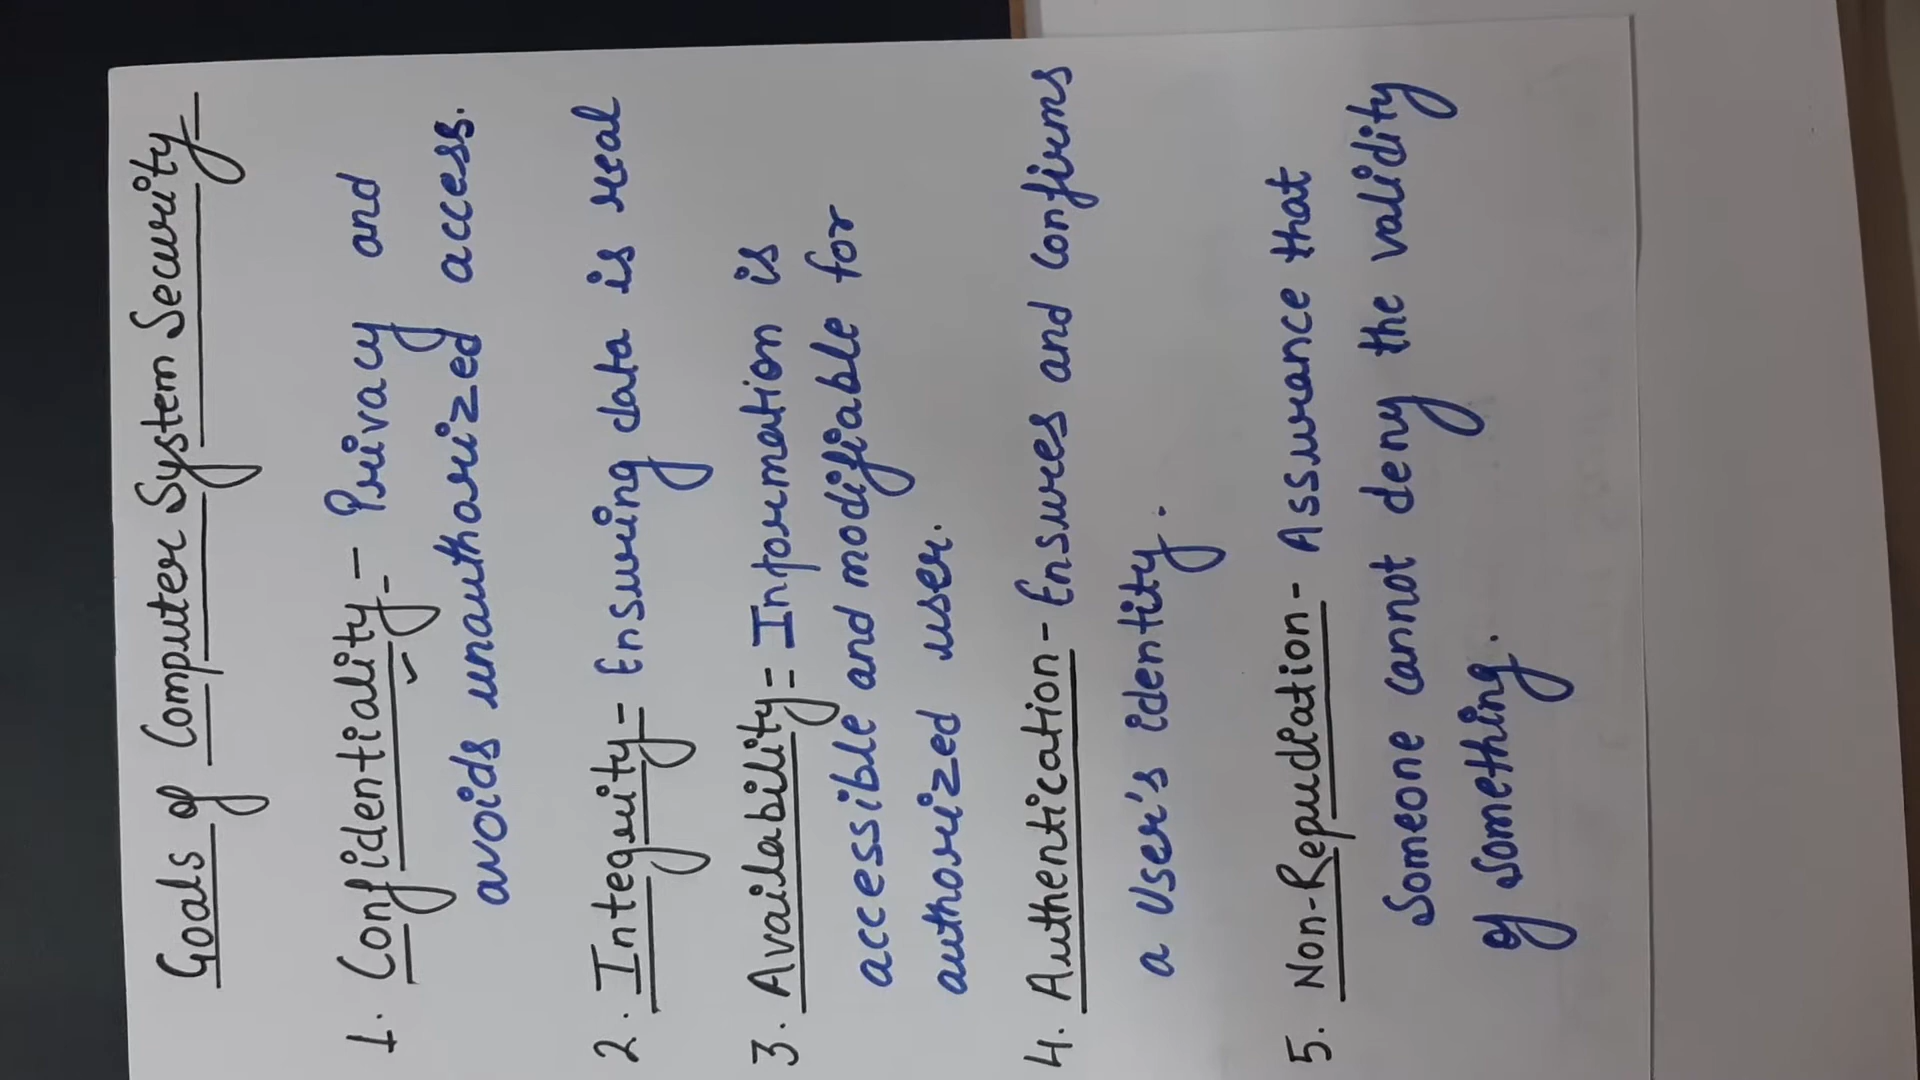 Goals of Computer System Security
1. Confidentiality - Privacy and
avoids unauthorized access.
2. Integrity = Ensuring data is real
3. Availability = Information is
accessible and modifiable for
authorized user.
4. Authentication - Ensures and confirms
a User's identity.
5. Non-Repudiation - Assurance that
Someone cannot deny the validity
of something.